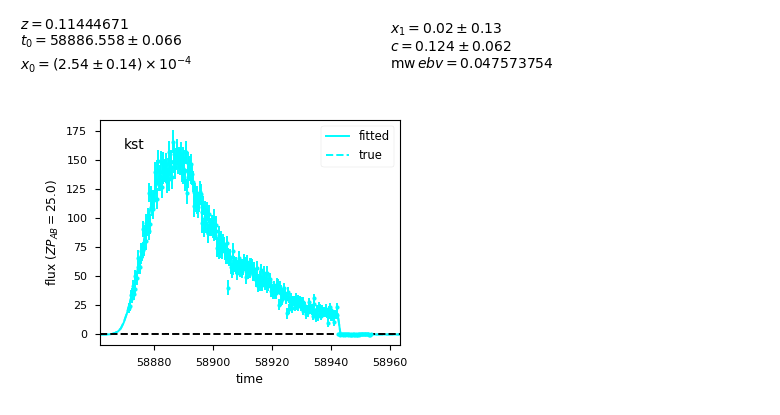 z = 0.11444671
t₀ = 58886.558 ± 0.066
x₀ = (2.54 ± 0.14) × 10⁻⁴
x₁ = 0.02 ± 0.13
c = 0.124 ± 0.062
mw ebv = 0.047573754
kst
fitted
true
flux (ZP_AB = 25.0)
175
150
125
100
75
50
25
0
58880 58900 58920 58940 58960
time